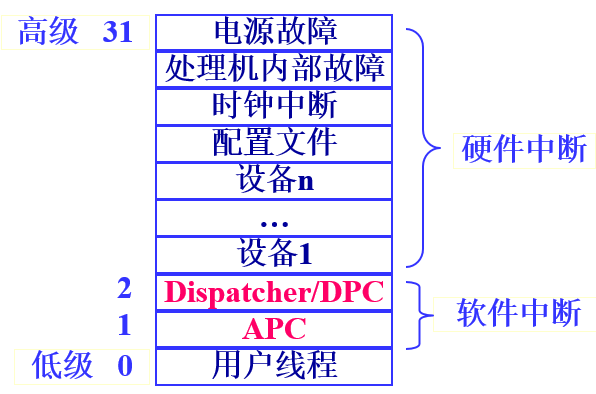 高级 31 电源故障
处理机内部故障
时钟中断
配置文件
硬件中断
设备n
…
设备1
2 Dispatcher/DPC
软件中断
1 APC
低级 0 用户线程